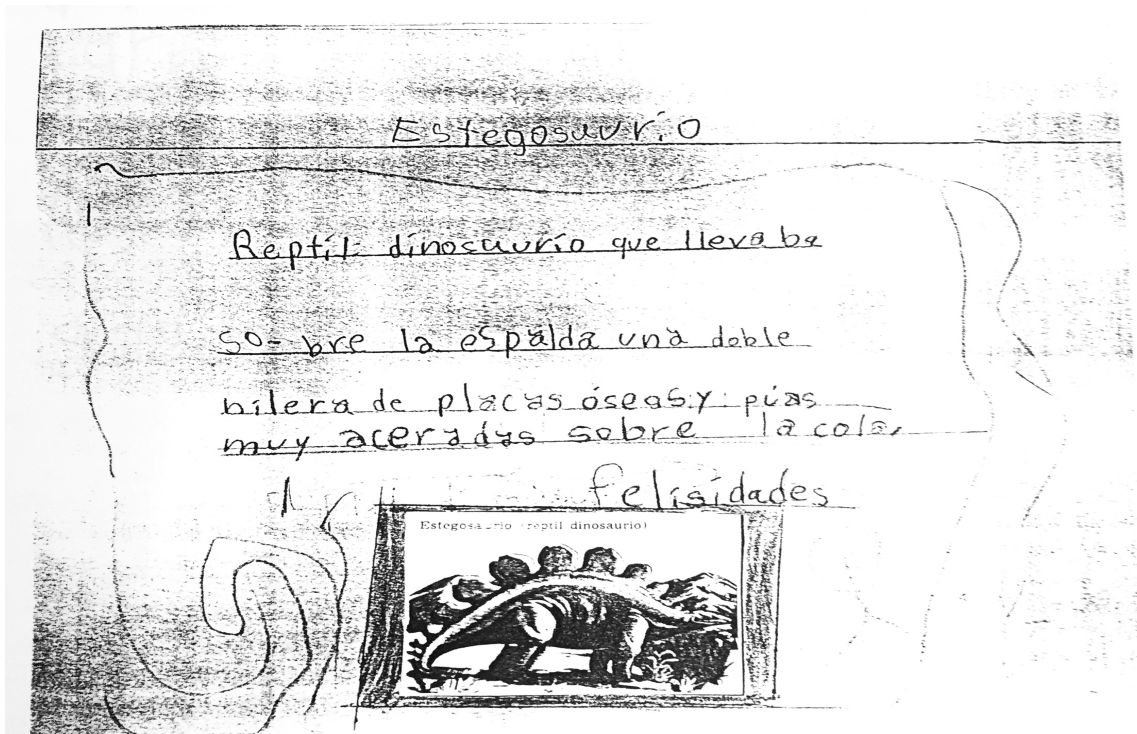 Estegosaurio
Reptil dinosaurio que llevaba
so- bre la espalda una doble
hilera de placas óseas y púas
muy aceradas sobre la cola,
felisidades
Estegosaurio (reptil dinosaurio)